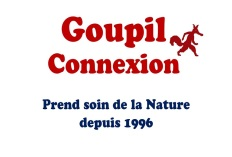 Goupil
Connexion
Prend soin de la Nature
depuis 1996